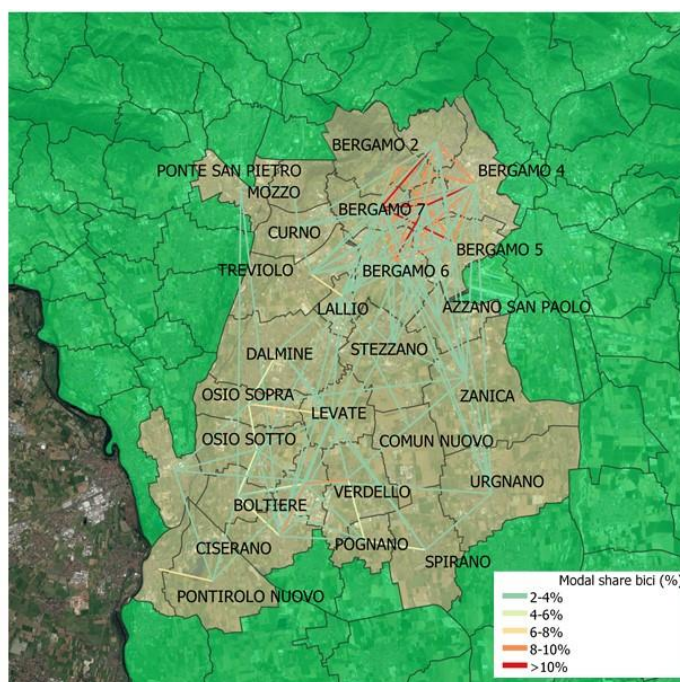 BERGAMO 2
PONTE SAN PIETRO
BERGAMO 4
MOZZO
BERGAMO 7
CURNO
BERGAMO 5
TREVIOLO
BERGAMO 6
LALLIO
AZZANO SAN PAOLO
STEZZANO
DALMINE
OSIO SOPRA
ZANICA
LEVATE
OSIO SOTTO
COMUN NUOVO
URGNANO
BOLTIERE
VERDELLO
CISERANO
POGNANO
SPIRANO
PONTIROLO NUOVO
Modal share bici (%)
2-4%
4-6%
6-8%
8-10%
>10%